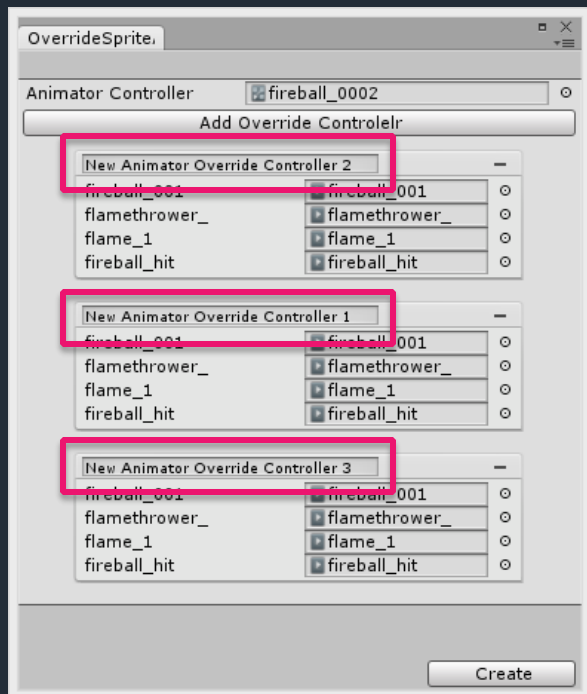 OverrideSprite
Animator Controller fireball_0002
Add Override Controlelr
New Animator Override Controller 2
fireball_001 fireball_001
flamethrower_ flamethrower_
flame_1 flame_1
fireball_hit fireball_hit
New Animator Override Controller 1
fireball_001 fireball_001
flamethrower_ flamethrower_
flame_1 flame_1
fireball_hit fireball_hit
New Animator Override Controller 3
fireball_001 fireball_001
flamethrower_ flamethrower_
flame_1 flame_1
fireball_hit fireball_hit
Create